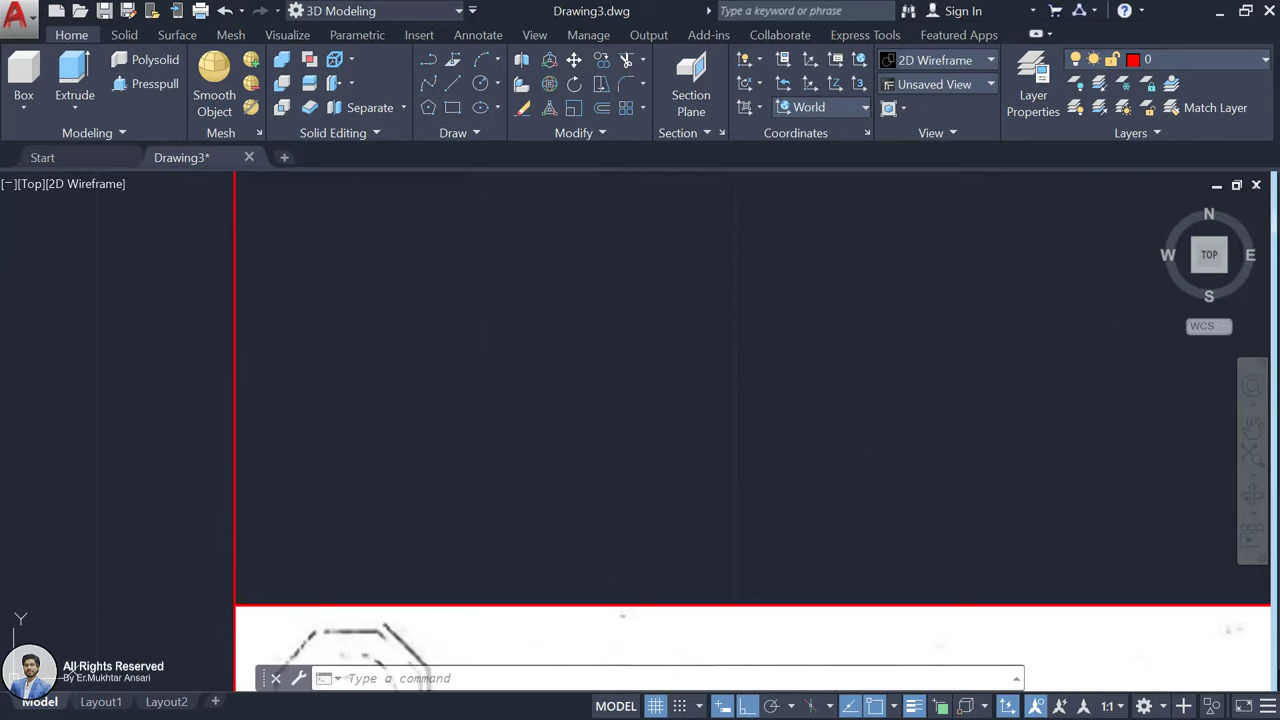 3D Modeling
Drawing3.dwg
Type a keyword or phrase
Sign In
Home Solid Surface Mesh Visualize Parametric Insert Annotate View Manage Output Add-ins Collaborate Express Tools Featured Apps
Box
Extrude
Polysolid
Presspull
Smooth
Object
Separate
Section
Plane
World
2D Wireframe
Unsaved View
Layer
Properties
0
Match Layer
Modeling
Mesh
Solid Editing
Draw
Modify
Section
Coordinates
View
Layers
Start
Drawing3*
[−][Top][2D Wireframe]
N
W
TOP
E
S
WCS
Y
All Rights Reserved
By Er.Mukhtar Ansari
Type a command
Model
Layout1
Layout2
MODEL
1:1